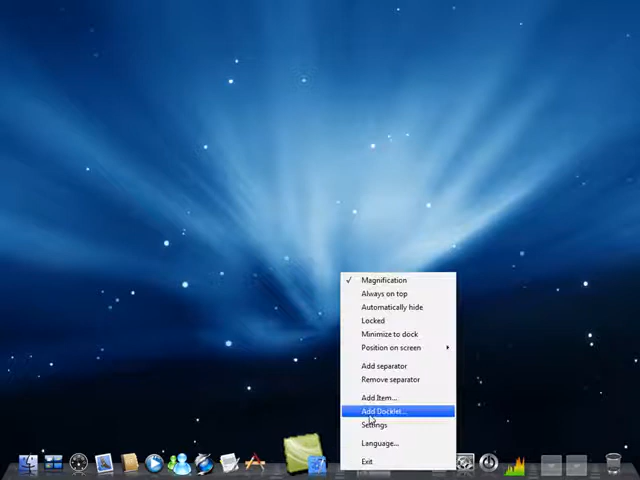 Magnification
Always on top
Automatically hide
Locked
Minimize to dock
Position on screen
Add separator
Remove separator
Add Item...
Add Docklet...
Settings
Language...
Exit